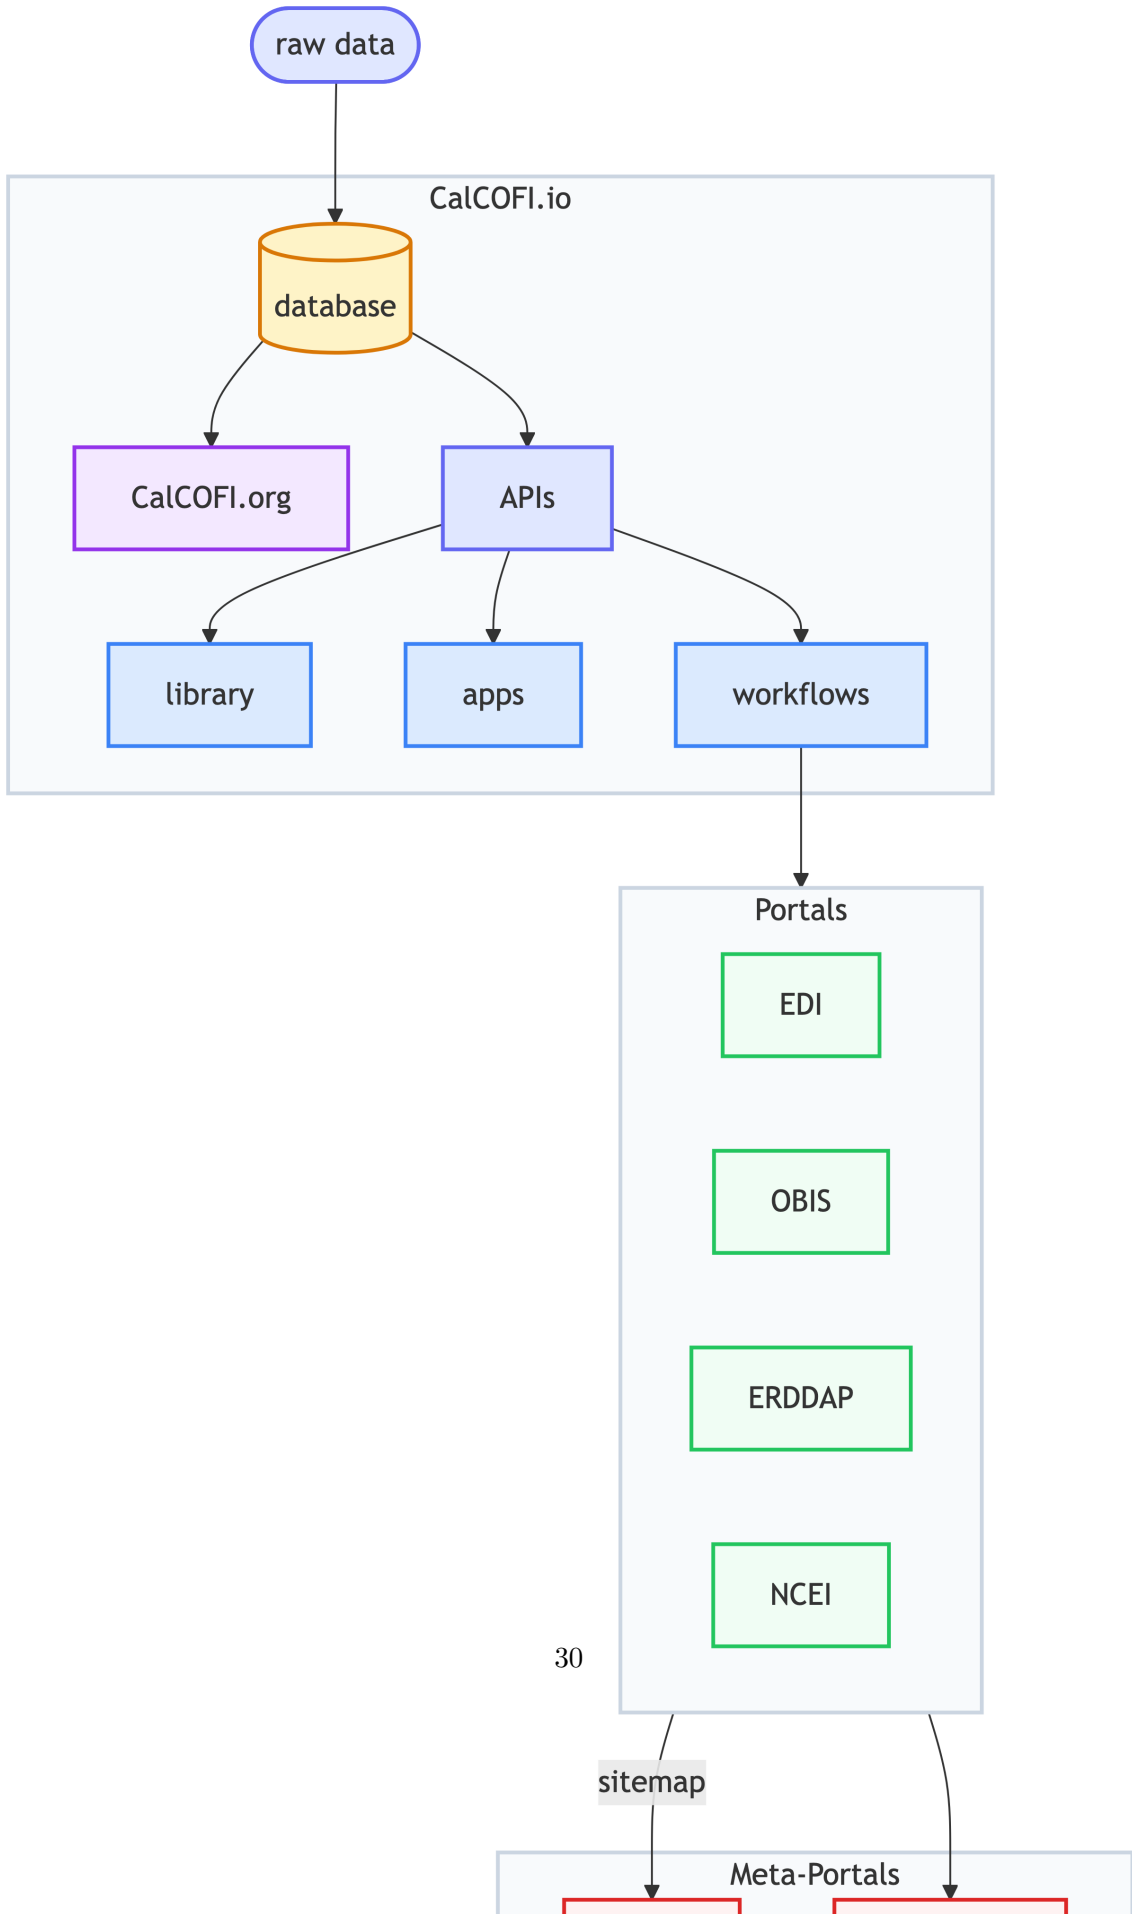 raw data
CalCOFI.io
database
CalCOFI.org
APIs
library
apps
workflows
Portals
EDI
OBIS
ERDDAP
NCEI
30
sitemap
Meta-Portals